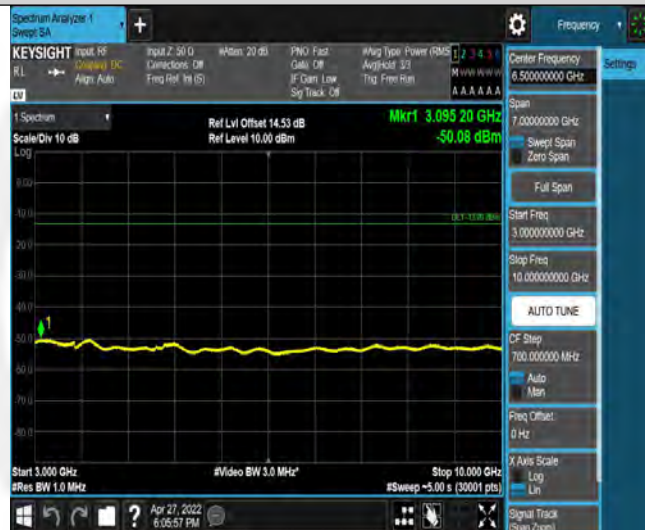 Spectrum Analyzer 1
Swept SA
+
Frequency
KEYSIGHT
RL
Input: RF
Coupling: DC
Align: Auto
Input Z: 50 Ω
Corrections: Off
Freq Ref: Int (S)
#Atten: 20 dB
PNO: Fast
Gate: Off
IF Gain: Low
Sig Track: Off
#Avg Type: Power (RMS
Avg|Hold: 3/3
Trig: Free Run
1 2 3 4 5 6
M W W W W W
A A A A A A
LV
1 Spectrum
Scale/Div 10 dB
Log
Ref Lvl Offset 14.53 dB
Ref Level 10.00 dBm
Mkr1 3.095 20 GHz
-50.08 dBm
0.00
-10.0
-20.0
-30.0
-40.0
-50.0
-60.0
-70.0
-80.0
DL1 -13.00 dBm
1
Start 3.000 GHz
#Res BW 1.0 MHz
#Video BW 3.0 MHz*
Stop 10.000 GHz
#Sweep ~5.00 s (30001 pts)
Apr 27, 2022
6:05:57 PM
?
Center Frequency
6.500000000 GHz
Settings
Span
7.00000000 GHz
Swept Span
Zero Span
Full Span
Start Freq
3.000000000 GHz
Stop Freq
10.000000000 GHz
AUTO TUNE
CF Step
700.000000 MHz
Auto
Man
Freq Offset
0 Hz
X Axis Scale
Log
Lin
Signal Track
(Span Zoom)